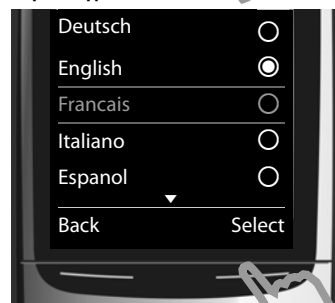 Deutsch
English
Francais
Italiano
Espanol
Back Select